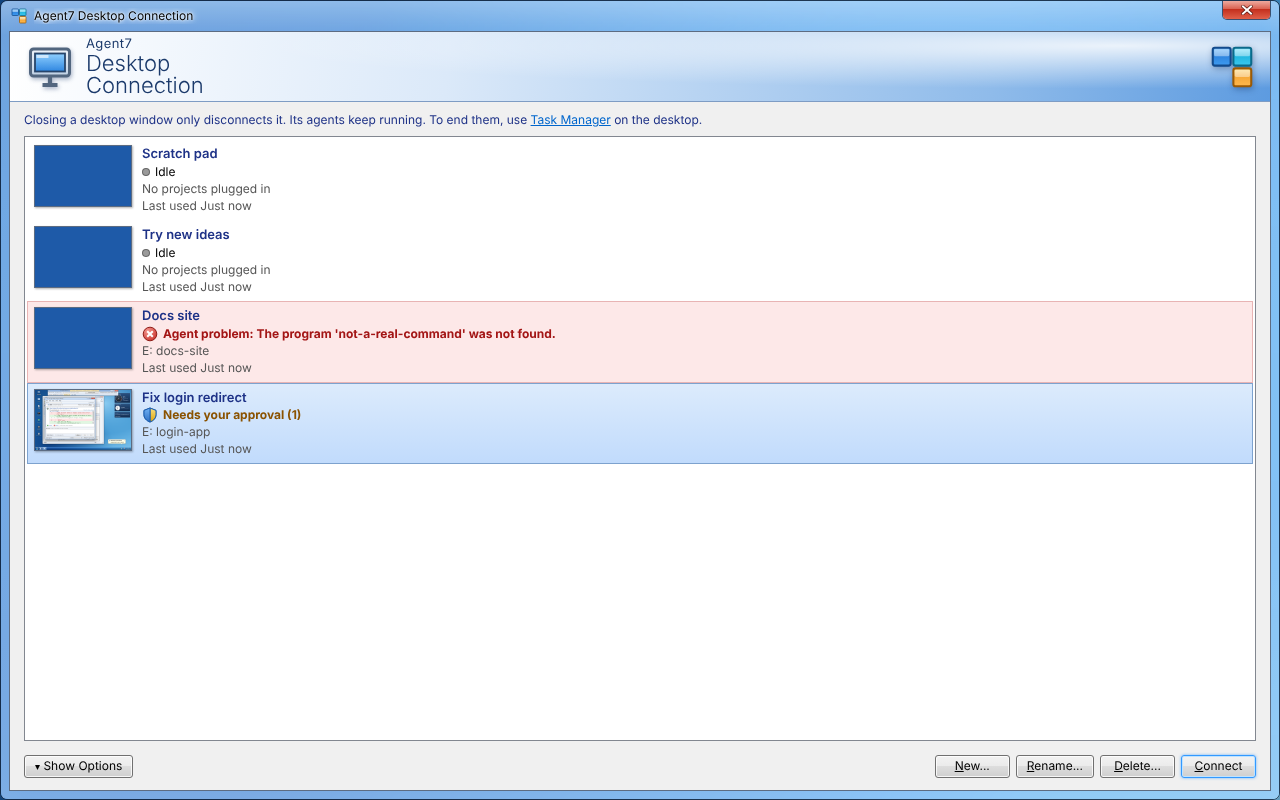 Agent7 Desktop Connection
Agent7
Desktop
Connection
Closing a desktop window only disconnects it. Its agents keep running. To end them, use Task Manager on the desktop.
Scratch pad
Idle
No projects plugged in
Last used Just now
Try new ideas
Idle
No projects plugged in
Last used Just now
Docs site
Agent problem: The program 'not-a-real-command' was not found.
E: docs-site
Last used Just now
Fix login redirect
Needs your approval (1)
E: login-app
Last used Just now
Show Options
New...
Rename...
Delete...
Connect